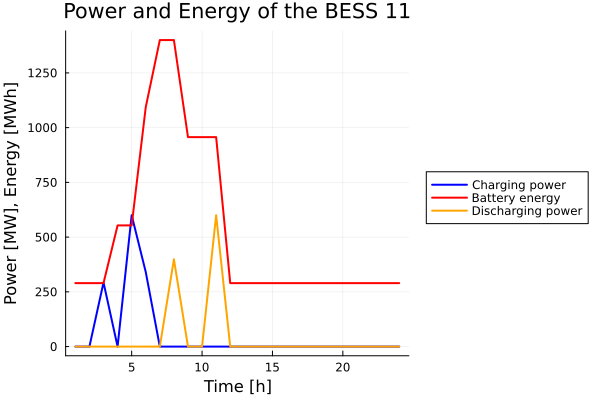 Power and Energy of the BESS 11
Power [MW], Energy [MWh]
1250
1000
750
500
250
0
5
10
15
20
Time [h]
Charging power
Battery energy
Discharging power